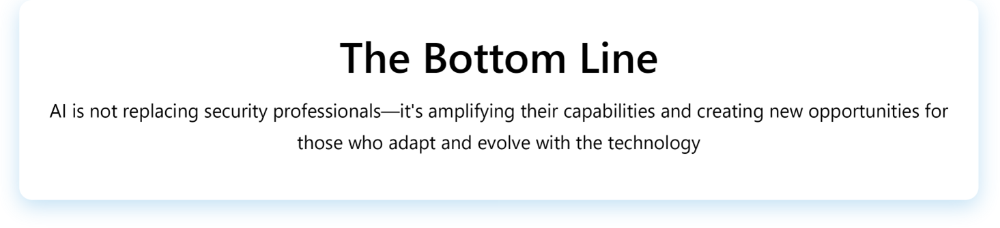 The Bottom Line
AI is not replacing security professionals—it's amplifying their capabilities and creating new opportunities for
those who adapt and evolve with the technology